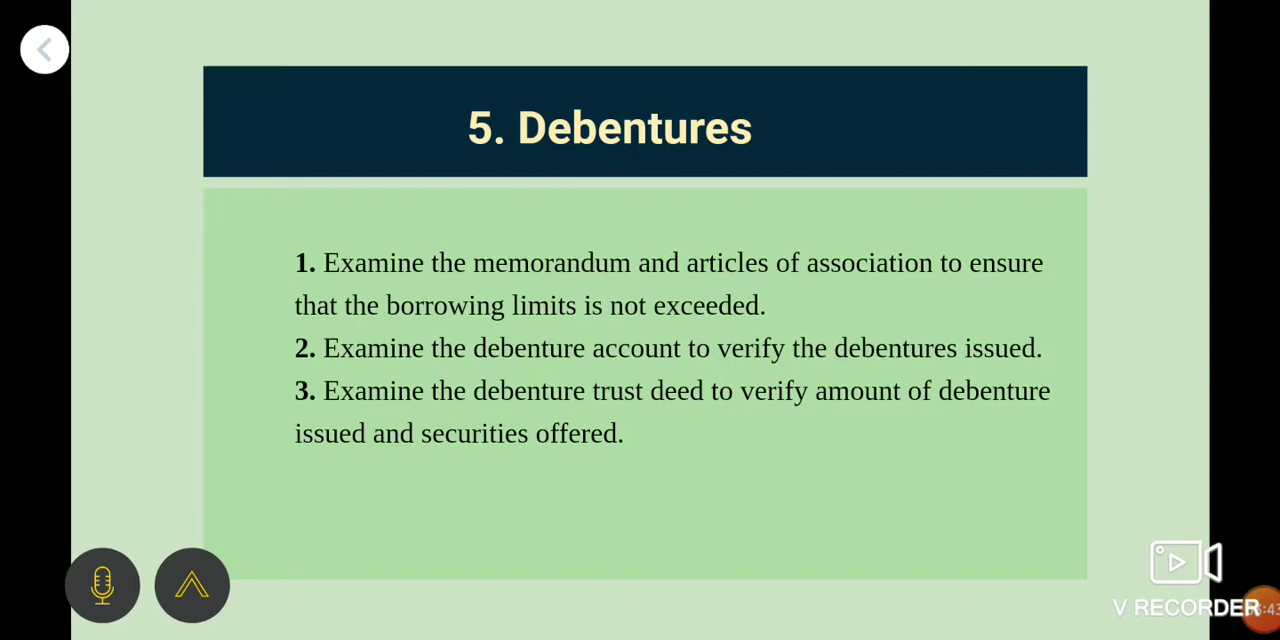 5. Debentures
1. Examine the memorandum and articles of association to ensure
that the borrowing limits is not exceeded.
2. Examine the debenture account to verify the debentures issued.
3. Examine the debenture trust deed to verify amount of debenture
issued and securities offered.
V RECORDER